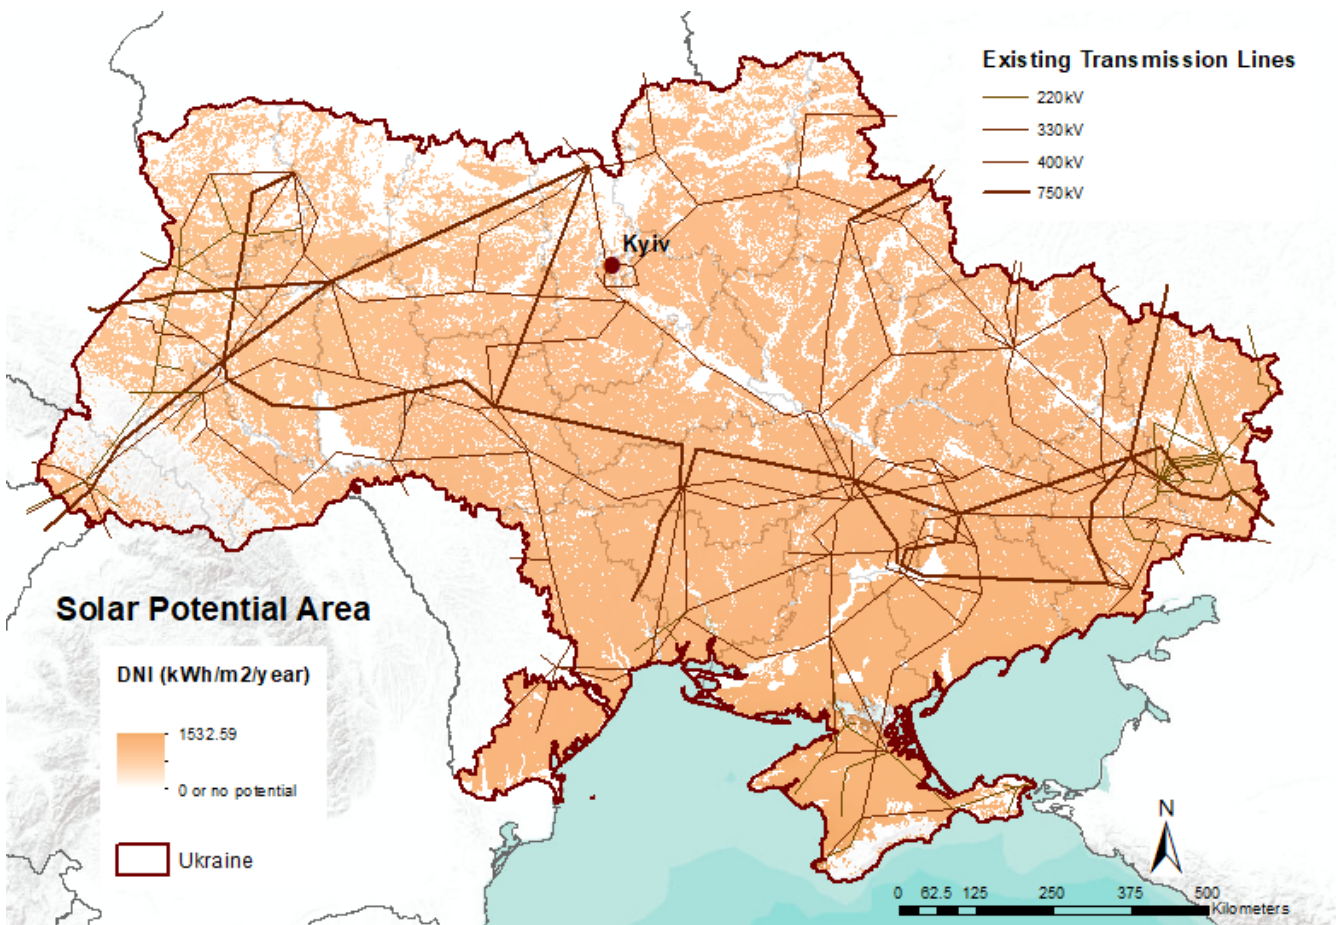 Existing Transmission Lines
220kV
330kV
400kV
750kV
Kyiv
Solar Potential Area
DNI (kWh/m2/year)
1532.59
0 or no potential
Ukraine
N
0 62.5 125 250 375 500
Kilometers